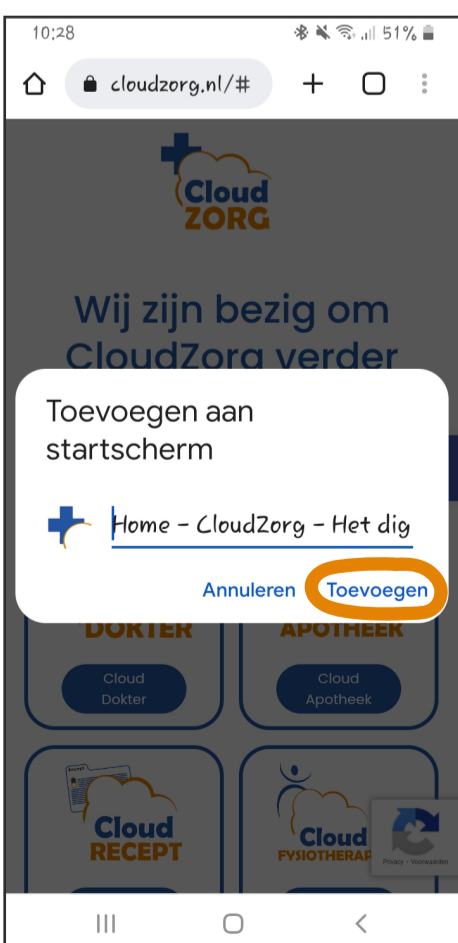 10:28
51%
cloudzorg.nl/#
Cloud
ZORG
Wij zijn bezig om
CloudZorg verder
Toevoegen aan
startscherm
Home - CloudZorg - Het dig
Annuleren Toevoegen
DOKTER
APOTHEEK
Cloud
Dokter
Cloud
Apotheek
RECEPT
Cloud
RECEPT
Cloud
FYSIOTHERAP
Privacy - Voorwaarden